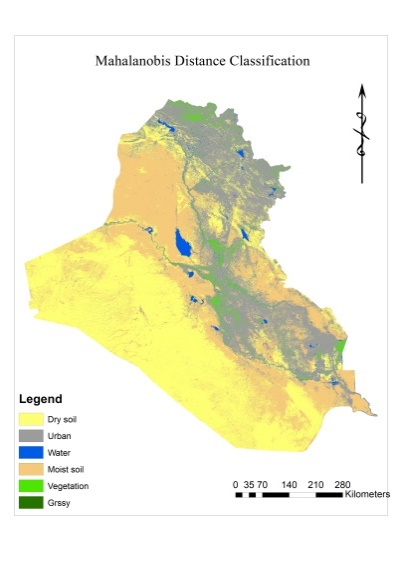 Mahalanobis Distance Classification
Legend
Dry soil
Urban
Water
Moist soil
Vegetation
Grssy
0 35 70 140 210 280
Kilometers